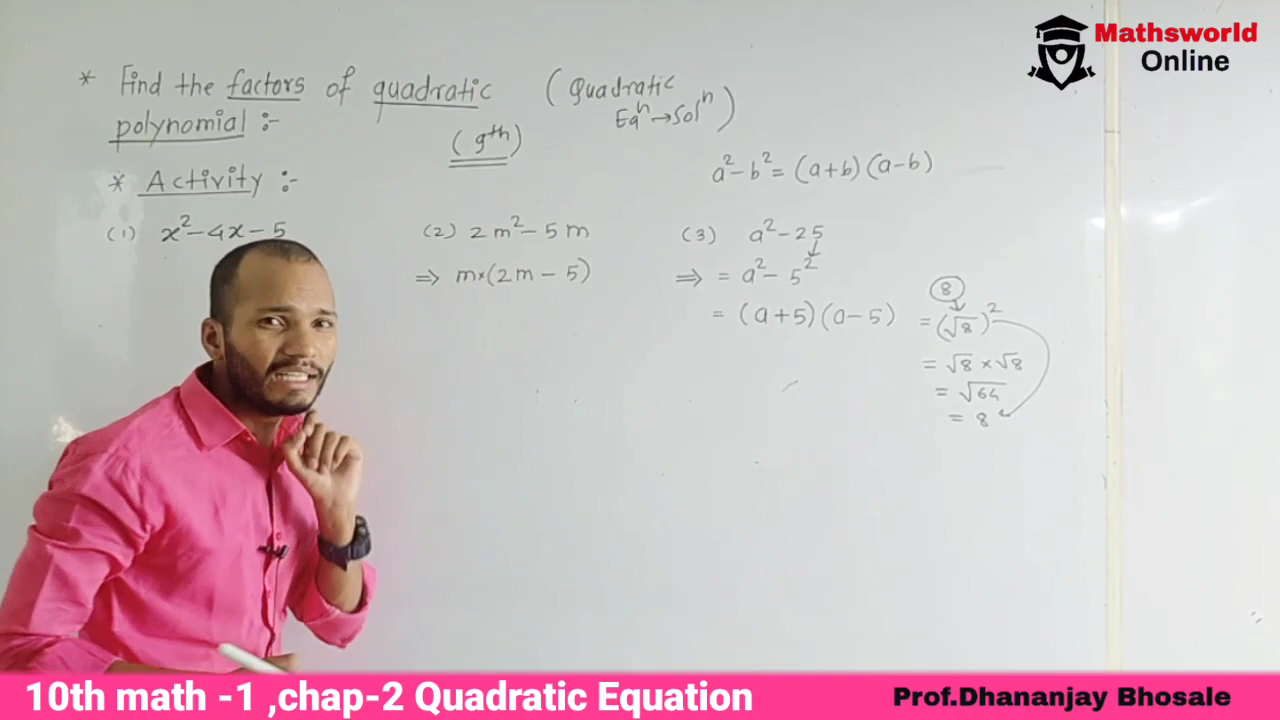 Mathsworld
Online
* Find the factors of quadratic (Quadratic
polynomial :- Eqⁿ→Solⁿ)
(9ᵗʰ)
a²-b²= (a+b)(a-b)
* Activity :-
(1) x²-4x-5 (2) 2m²-5m (3) a²-25
⇒ m×(2m-5) ⇒ = a²-5²
= (a+5)(a-5)
8
= (√8)²
= √8×√8
= √64
= 8
10th math -1 ,chap-2 Quadratic Equation Prof.Dhananjay Bhosale